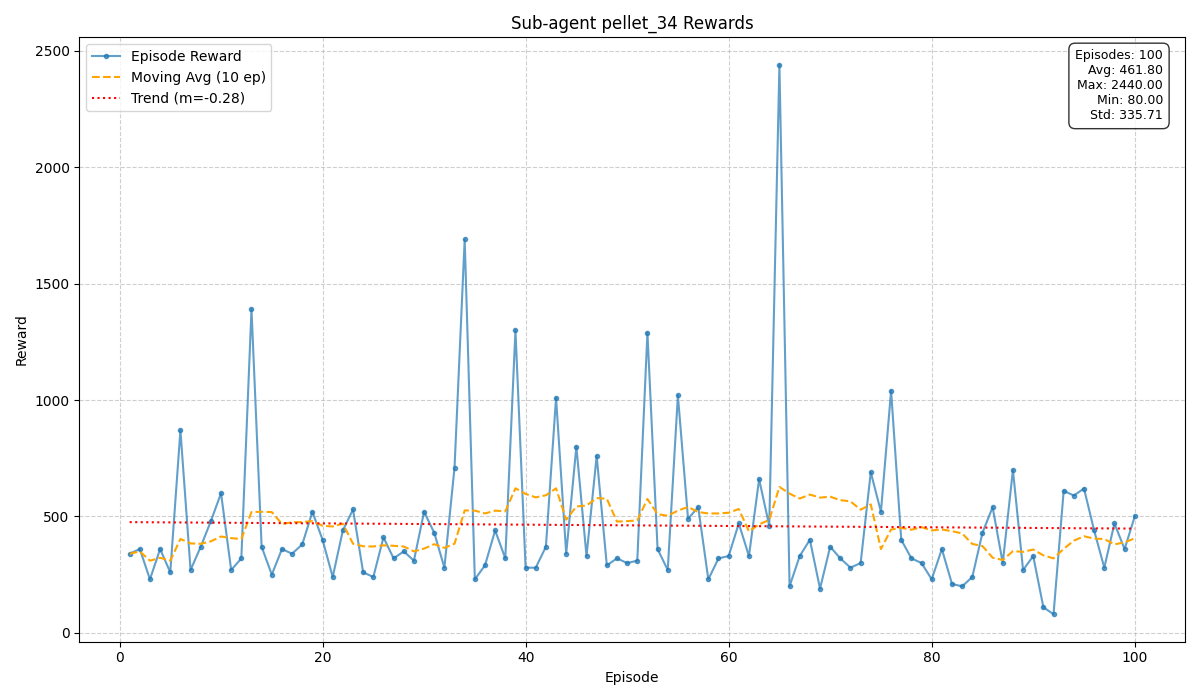 Sub-agent pellet_34 Rewards
Episode Reward
Moving Avg (10 ep)
Trend (m=-0.28)
Episodes: 100
Avg: 461.80
Max: 2440.00
Min: 80.00
Std: 335.71
2500
2000
1500
1000
500
0
Reward
0 20 40 60 80 100
Episode